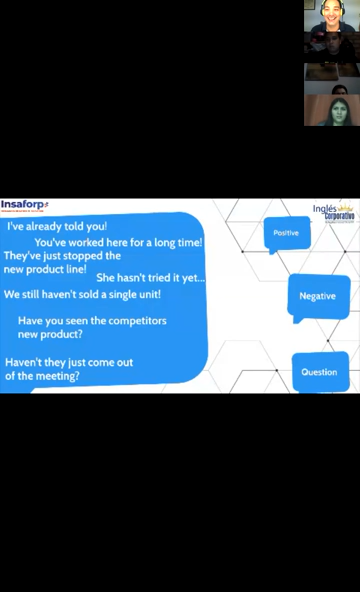 Insaforp
Inglés
Corporativo
I've already told you!
Positive
You've worked here for a long time!
They've just stopped the
new product line!
She hasn't tried it yet...
We still haven't sold a single unit!
Negative
Have you seen the competitors
new product?
Haven't they just come out
of the meeting?
Question